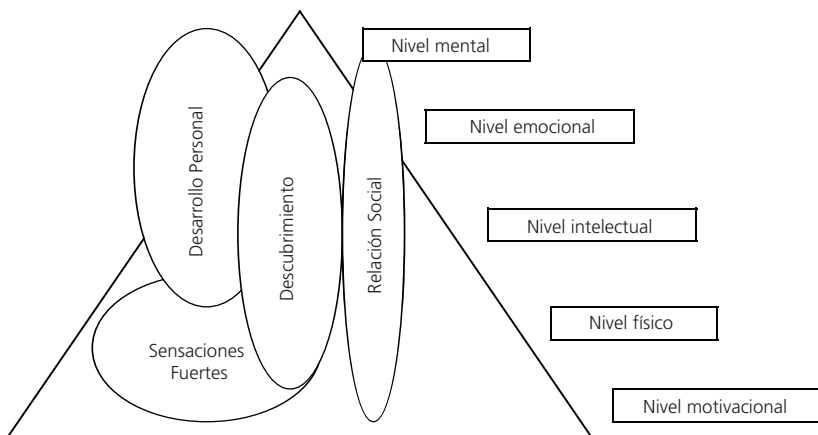 Nivel mental
Nivel emocional
Desarrollo Personal
Descubrimiento
Relación Social
Nivel intelectual
Nivel físico
Sensaciones
Fuertes
Nivel motivacional